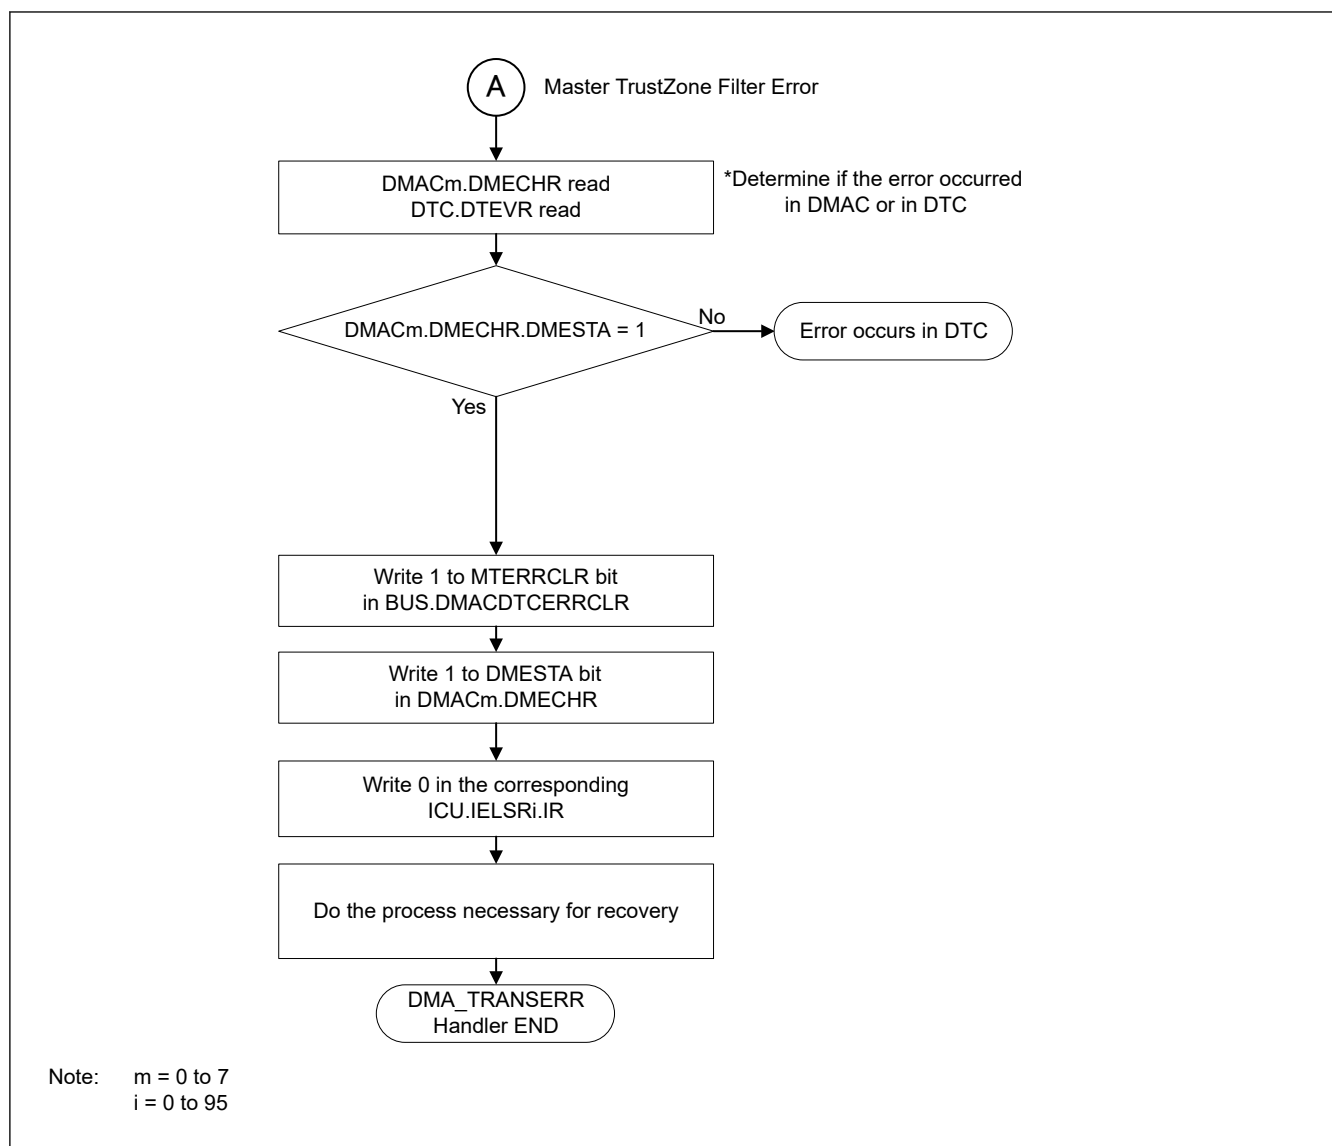 A
Master TrustZone Filter Error
DMACm.DMECHR read
DTC.DTEVR read
*Determine if the error occurred
in DMAC or in DTC
DMACm.DMECHR.DMESTA = 1
No
Error occurs in DTC
Yes
Write 1 to MTERRCLR bit
in BUS.DMACDTCERRCLR
Write 1 to DMESTA bit
in DMACm.DMECHR
Write 0 in the corresponding
ICU.IELSRi.IR
Do the process necessary for recovery
DMA_TRANSERR
Handler END
Note: m = 0 to 7
i = 0 to 95